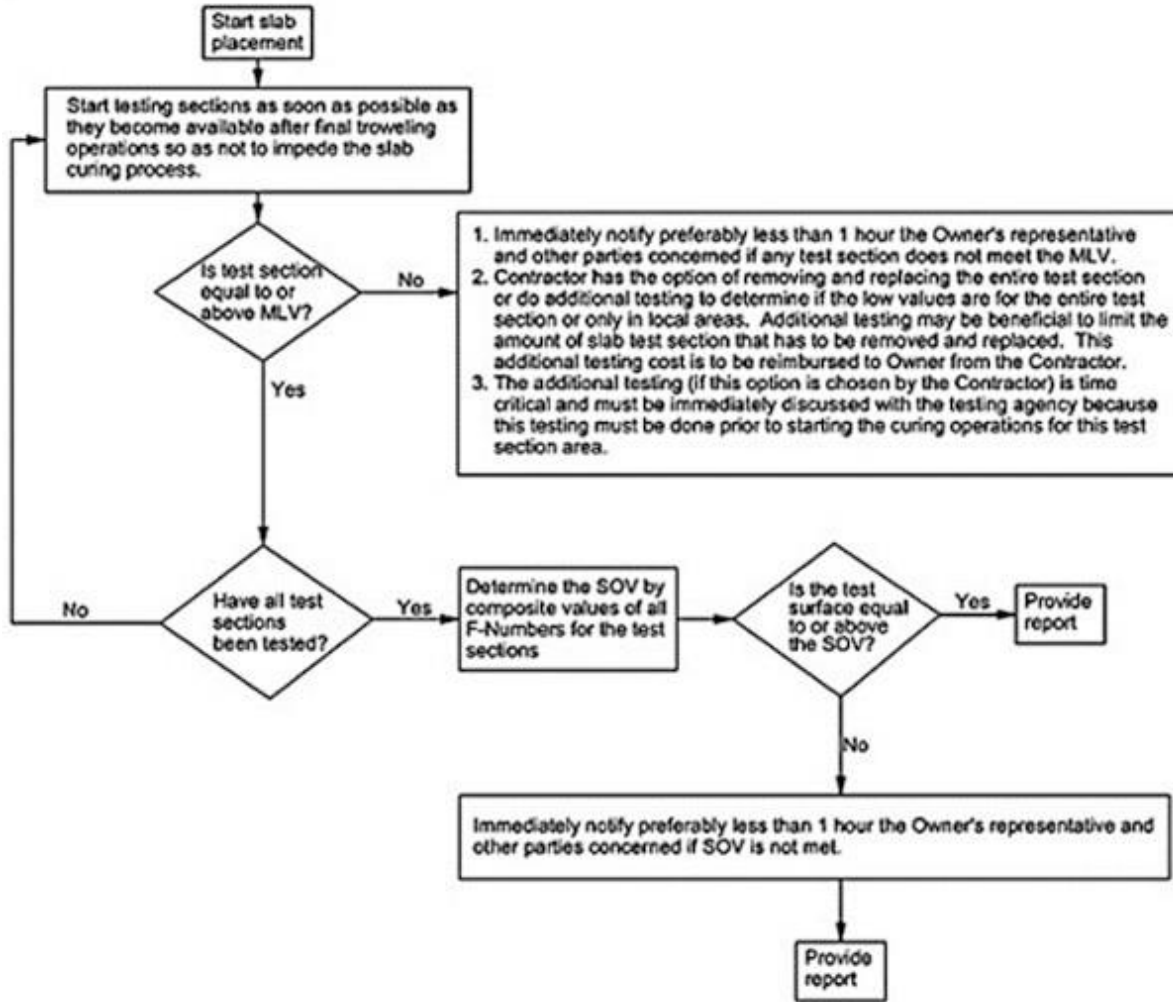 Start slab
placement
Start testing sections as soon as possible as
they become available after final troweling
operations so as not to impede the slab
curing process.
Is test section
equal to or
above MLV?
No
1. Immediately notify preferably less than 1 hour the Owner's representative
and other parties concerned if any test section does not meet the MLV.
2. Contractor has the option of removing and replacing the entire test section
or do additional testing to determine if the low values are for the entire test
section or only in local areas. Additional testing may be beneficial to limit the
amount of slab test section that has to be removed and replaced. This
additional testing cost is to be reimbursed to Owner from the Contractor.
3. The additional testing (if this option is chosen by the Contractor) is time
critical and must be immediately discussed with the testing agency because
this testing must be done prior to starting the curing operations for this test
section area.
Yes
No
Have all test
sections
been tested?
Yes
Determine the SOV by
composite values of all
F-Numbers for the test
sections
Is the test
surface equal
to or above
the SOV?
Yes
Provide
report
No
Immediately notify preferably less than 1 hour the Owner's representative and
other parties concerned if SOV is not met.
Provide
report